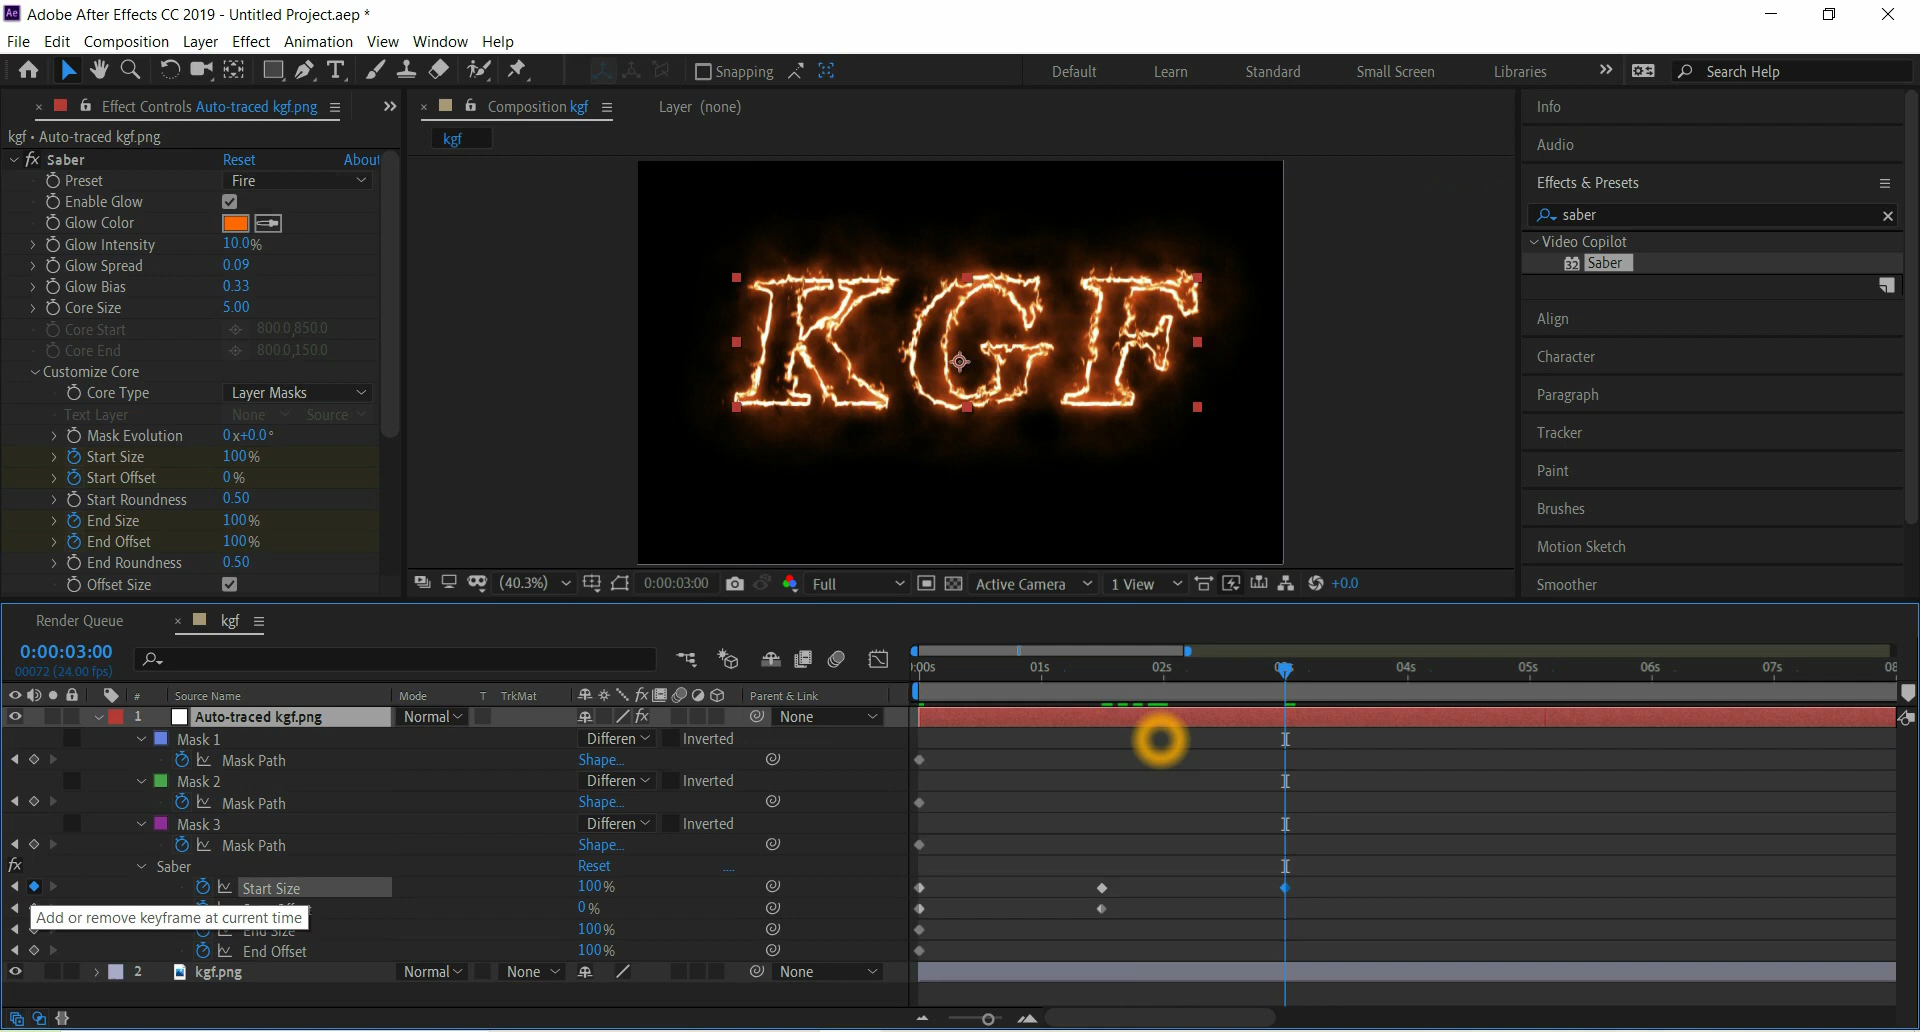 Ae Adobe After Effects CC 2019 - Untitled Project.aep *
File Edit Composition Layer Effect Animation View Window Help
Snapping Default Learn Standard Small Screen Libraries Search Help
Effect Controls Auto-traced kgf.png
Composition kgf
Layer (none)
kgf • Auto-traced kgf.png
kgf
fx Saber Reset About
Preset Fire
Enable Glow
Glow Color
Glow Intensity 10.0%
Glow Spread 0.09
Glow Bias 0.33
Core Size 5.00
Core Start 800.0,850.0
Core End 800.0,150.0
Customize Core
Core Type Layer Masks
Text Layer None Source
Mask Evolution 0x+0.0°
Start Size 100%
Start Offset 0%
Start Roundness 0.50
End Size 100%
End Offset 100%
End Roundness 0.50
Offset Size
KGF
(40.3%) 0:00:03:00 Full Active Camera 1 View +0.0
Info
Audio
Effects & Presets
saber
Video Copilot
32 Saber
Align
Character
Paragraph
Tracker
Paint
Brushes
Motion Sketch
Smoother
Render Queue kgf
0:00:03:00
00072 (24.00 fps)
:00s 01s 02s 04s 05s 06s 07s 08
# Source Name Mode T TrkMat fx Parent & Link
1 Auto-traced kgf.png Normal fx None
Mask 1 Differen Inverted
Mask Path Shape...
Mask 2 Differen Inverted
Mask Path Shape...
Mask 3 Differen Inverted
Mask Path Shape...
fx Saber Reset ....
Start Size 100%
0%
Add or remove keyframe at current time
End Size 100%
End Offset 100%
2 kgf.png Normal None None